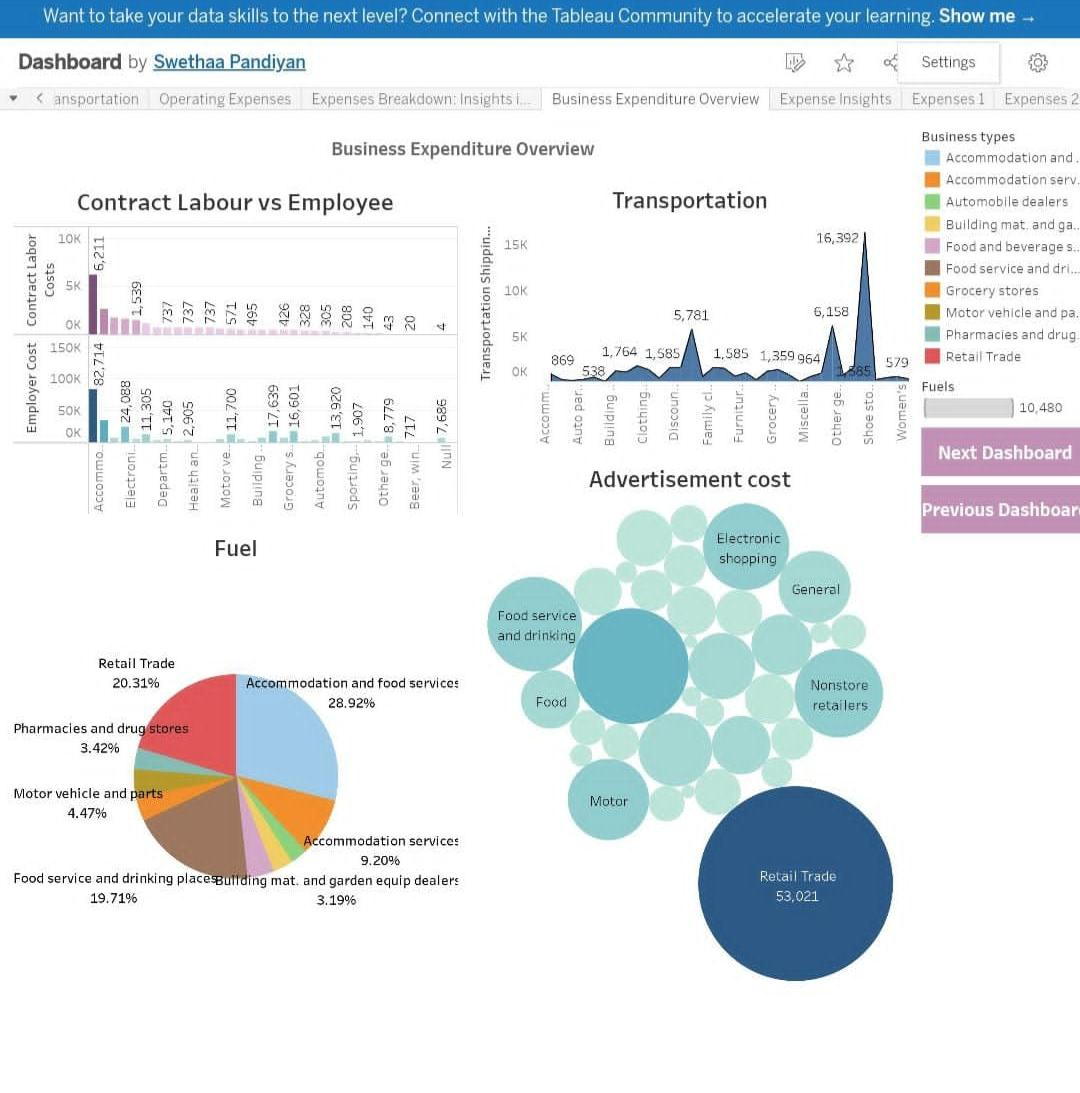 Want to take your data skills to the next level? Connect with the Tableau Community to accelerate your learning. Show me →
Dashboard by Swethaa Pandiyan
Settings
ansportation
Operating Expenses
Expenses Breakdown: Insights i...
Business Expenditure Overview
Expense Insights
Expenses 1
Expenses 2
Business Expenditure Overview
Contract Labour vs Employee
Contract Labor
Costs
10K
5K
0K
6,211
1,539
737
737
737
571
495
426
328
305
208
140
43
20
4
Employer Cost
150K
100K
50K
0K
82,714
24,088
11,305
5,140
2,905
11,700
17,639
16,601
13,920
1,907
8,779
717
7,686
Accommo..
Electroni..
Departm..
Health an..
Motor ve..
Building ..
Grocery s..
Automob..
Sporting,..
Other ge..
Beer, win..
Null
Transportation
Transportation Shippin...
15K
10K
5K
0K
869
538
1,764
1,585
5,781
1,585
1,359
964
6,158
1,585
16,392
579
Accomm..
Auto par..
Building ..
Clothing..
Discoun..
Family cl..
Furnitur..
Grocery ..
Miscella..
Other ge..
Shoe sto..
Women's
Business types
Accommodation and .
Accommodation serv.
Automobile dealers
Building mat. and ga..
Food and beverage s..
Food service and dri...
Grocery stores
Motor vehicle and pa.
Pharmacies and drug.
Retail Trade
Fuels
10,480
Next Dashboard
Previous Dashboar
Fuel
Retail Trade
20.31%
Accommodation and food services
28.92%
Pharmacies and drug stores
3.42%
Motor vehicle and parts
4.47%
Accommodation services
9.20%
Food service and drinking places
19.71%
Building mat. and garden equip dealers
3.19%
Advertisement cost
Electronic
shopping
General
Food service
and drinking
Food
Nonstore
retailers
Motor
Retail Trade
53,021